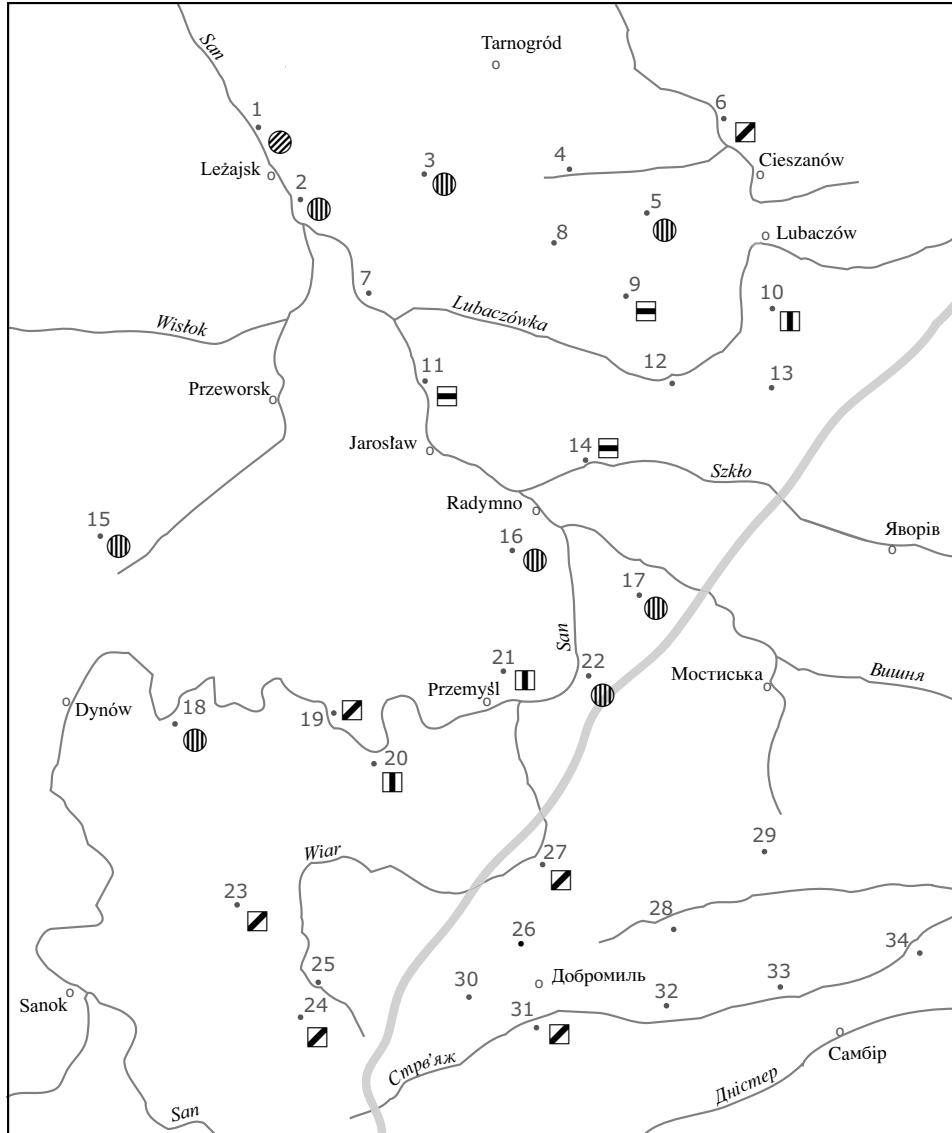 San
Tarnogród
1
6
Leżajsk
3
4
Cieszanów
2
5
8
Lubaczów
7
9
10
Wisłok
Lubaczówka
11
12
13
Przeworsk
Jarosław
14
Szkło
Radymno
15
16
Яворів
17
San
21
22
Przemyśl
Мостиська
Вишня
Dynów
18
19
20
Wiar
27
29
23
28
26
34
25
30
Добромиль
33
Sanok
24
31
32
Самбір
Стрв’яж
Дністер
San